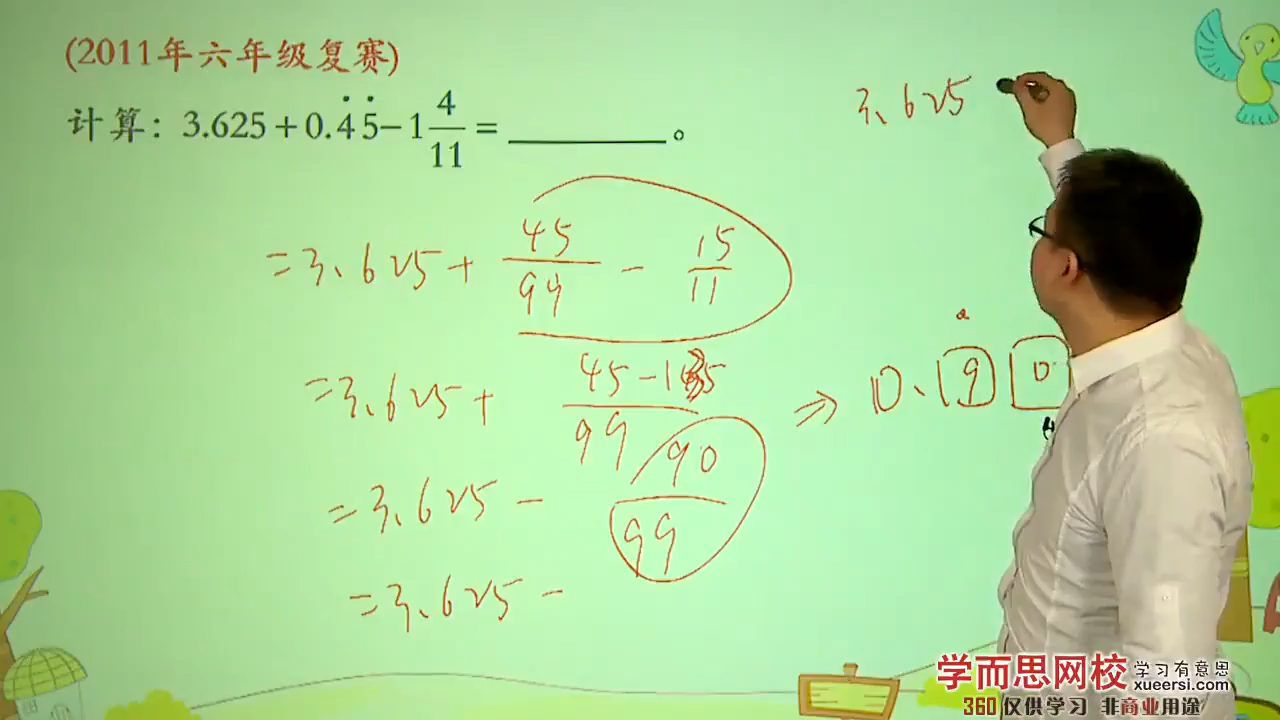 (2011年六年级复赛)
计算：3.625+0.4̇5̇−1 4/11=________。
3.625
=3.625+ 45/99 − 15/11
=3.625+ (45−135)/99 ⇒ 0.90
=3.625− 90/99
=3.625−
学而思网校 学习有意思 xueersi.com
360 仅供学习 非商业用途